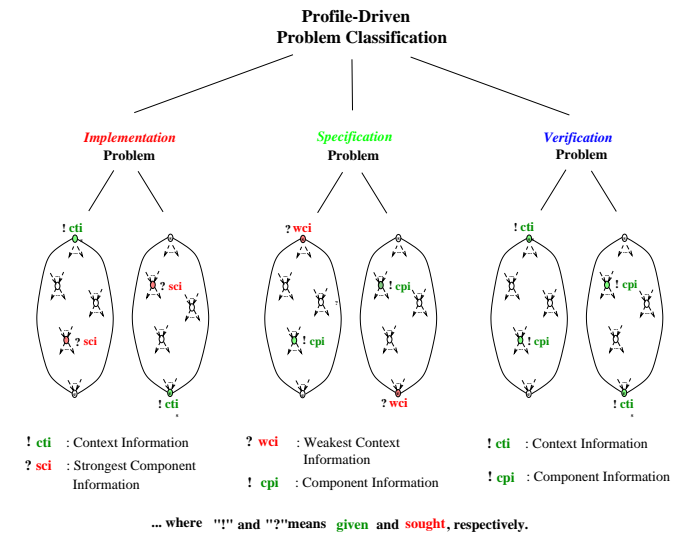 Profile-Driven
Problem Classification
Implementation
Problem
Specification
Problem
Verification
Problem
! cti
? sci
? sci
! cti
? wci
! cpi
?
! cpi
? wci
! cti
! cpi
! cpi
! cti
! cti : Context Information
? sci : Strongest Component
Information
? wci : Weakest Context
Information
! cpi : Component Information
! cti : Context Information
! cpi : Component Information
... where "!" and "?"means given and sought, respectively.